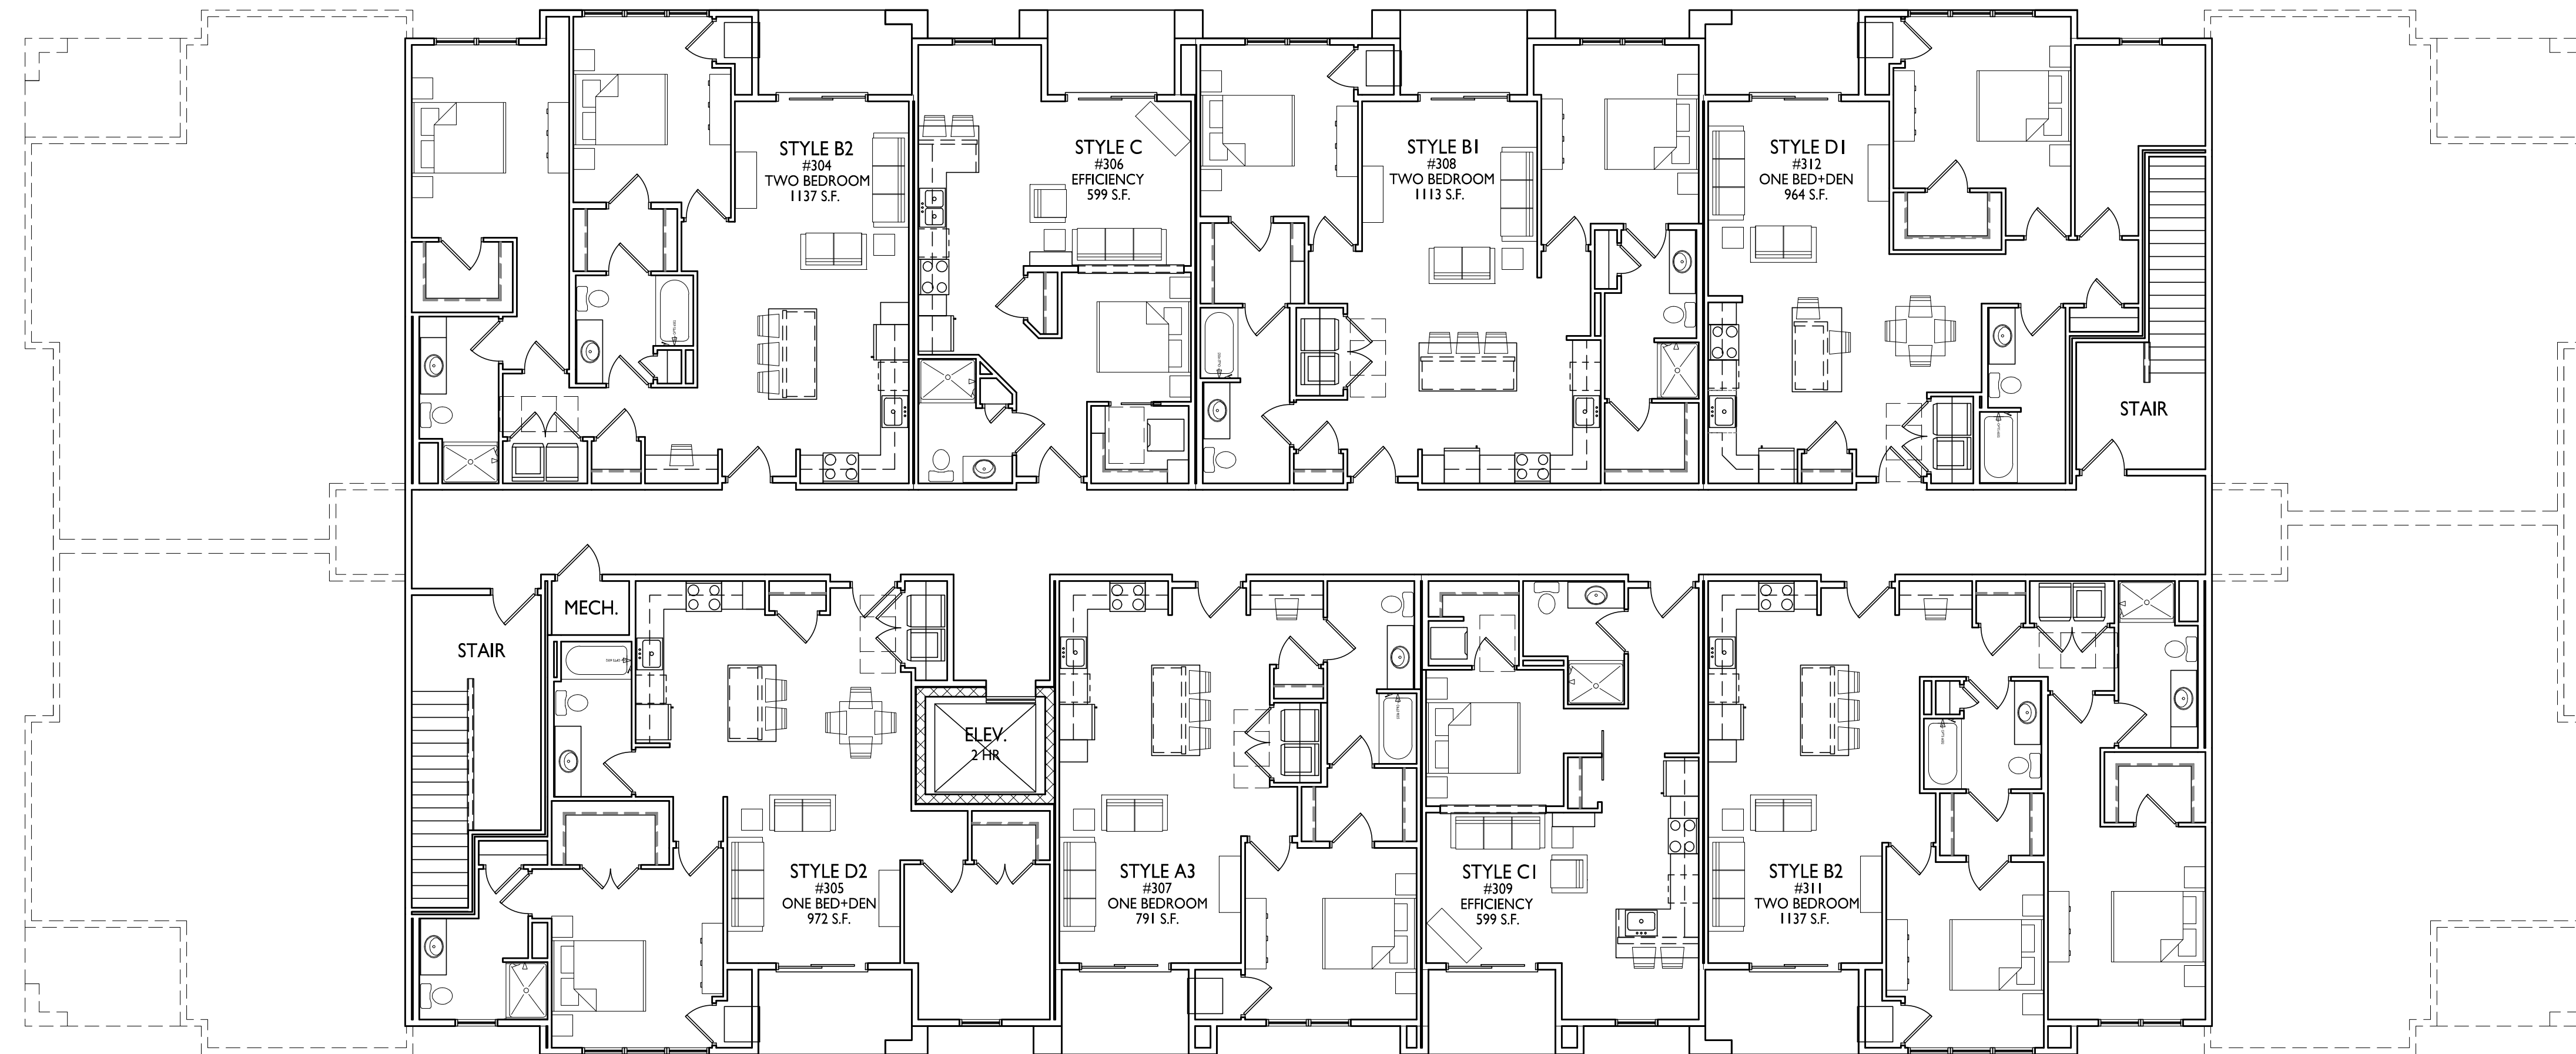 STYLE B2
#304
TWO BEDROOM
1137 S.F.
STYLE C
#306
EFFICIENCY
599 S.F.
STYLE B1
#308
TWO BEDROOM
1113 S.F.
STYLE D1
#312
ONE BED+DEN
964 S.F.
STAIR
MECH.
STAIR
ELEV.
2 HR
STYLE D2
#305
ONE BED+DEN
972 S.F.
STYLE A3
#307
ONE BEDROOM
791 S.F.
STYLE C1
#309
EFFICIENCY
599 S.F.
STYLE B2
#311
TWO BEDROOM
1137 S.F.